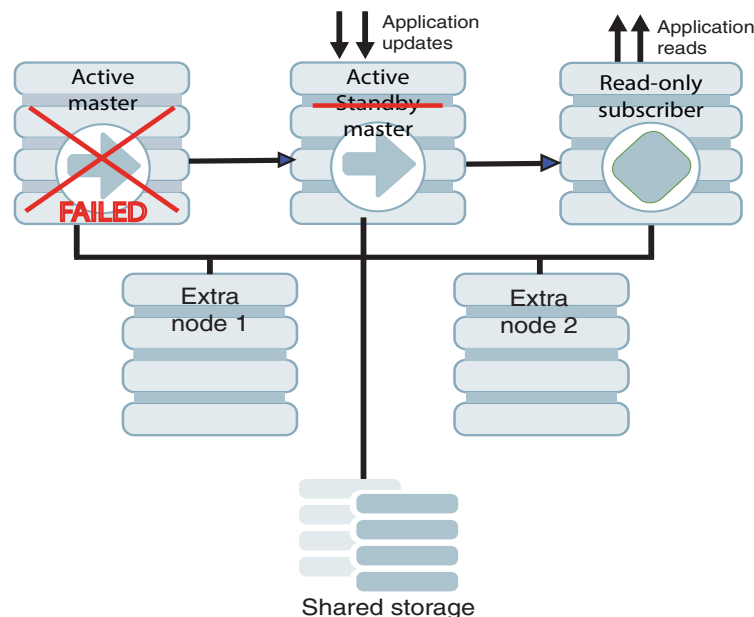 Application
updates
Application
reads
Active
master
FAILED
Active
Standby
master
Read-only
subscriber
Extra
node 1
Extra
node 2
Shared storage